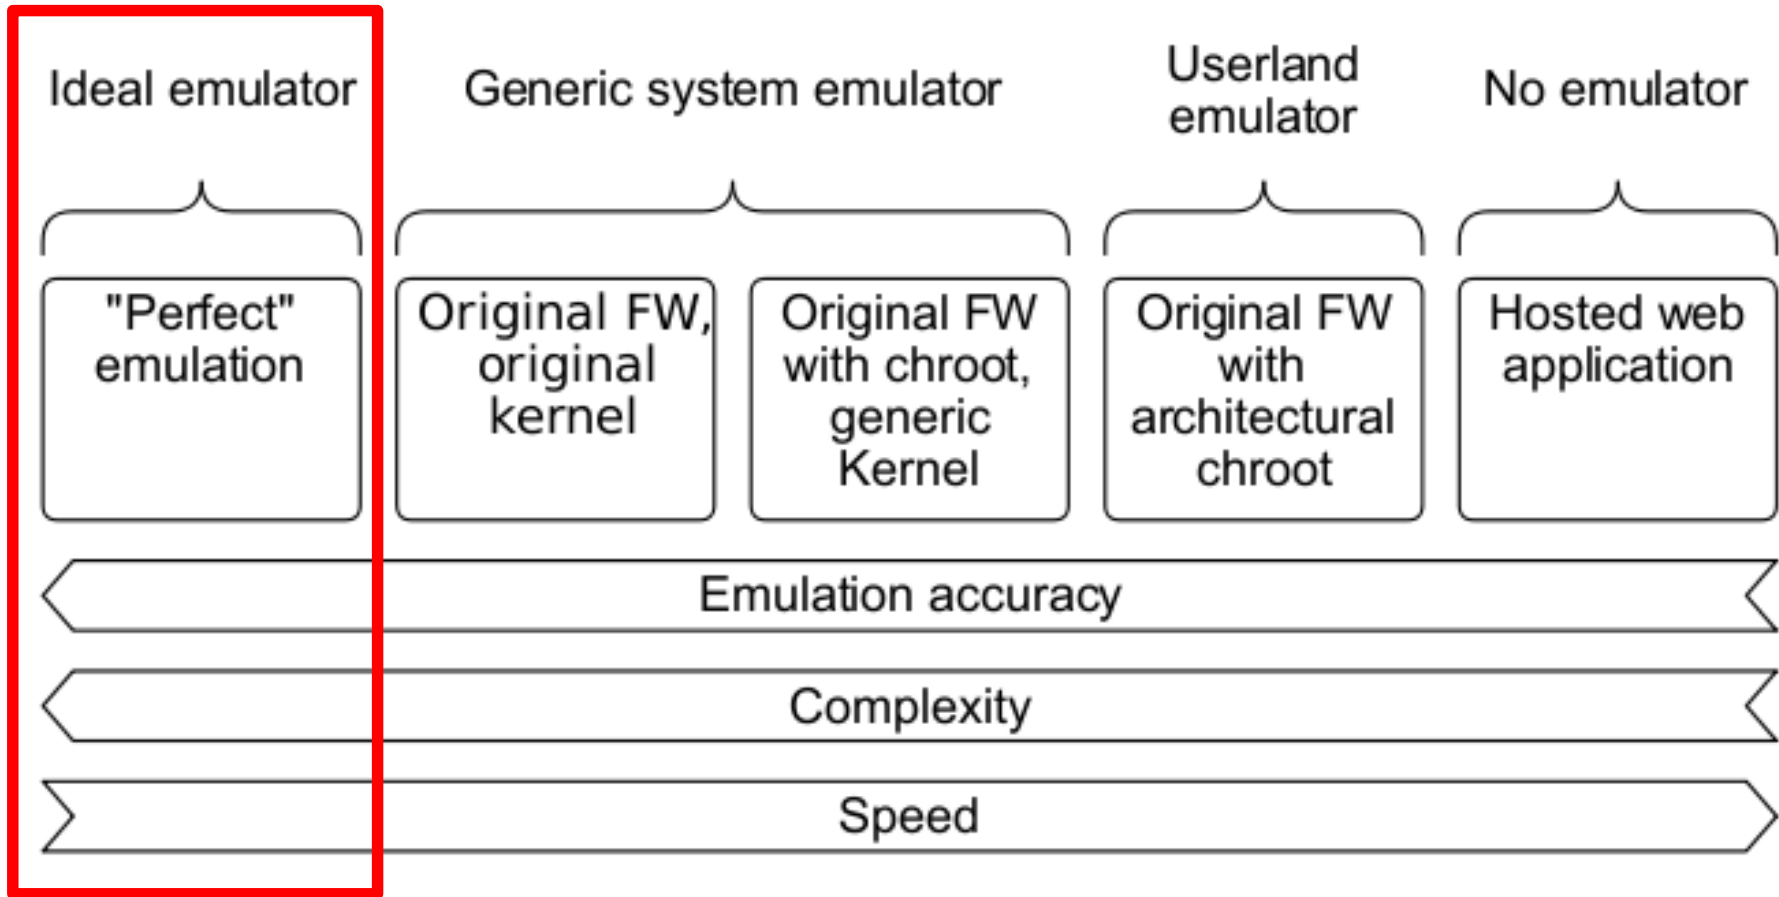 Ideal emulator
Generic system emulator
Userland
emulator
No emulator
"Perfect"
emulation
Original FW,
original
kernel
Original FW
with chroot,
generic
Kernel
Original FW
with
architectural
chroot
Hosted web
application
Emulation accuracy
Complexity
Speed